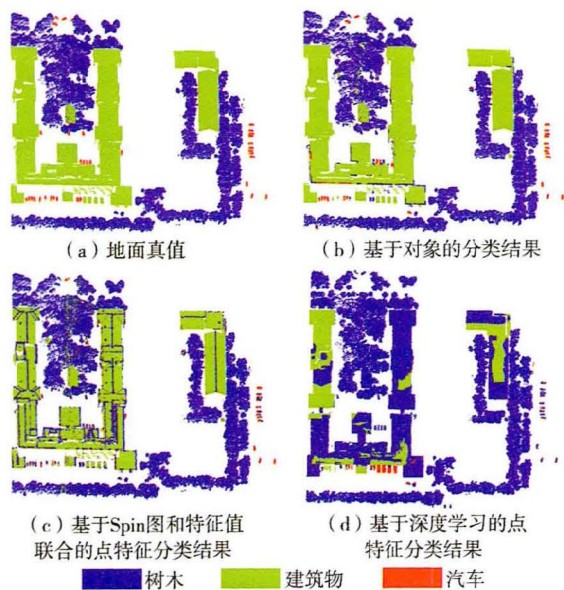 （a）地面真值
（b）基于对象的分类结果
（c）基于Spin图和特征值
联合的点特征分类结果
（d）基于深度学习的点
特征分类结果
树木
建筑物
汽车